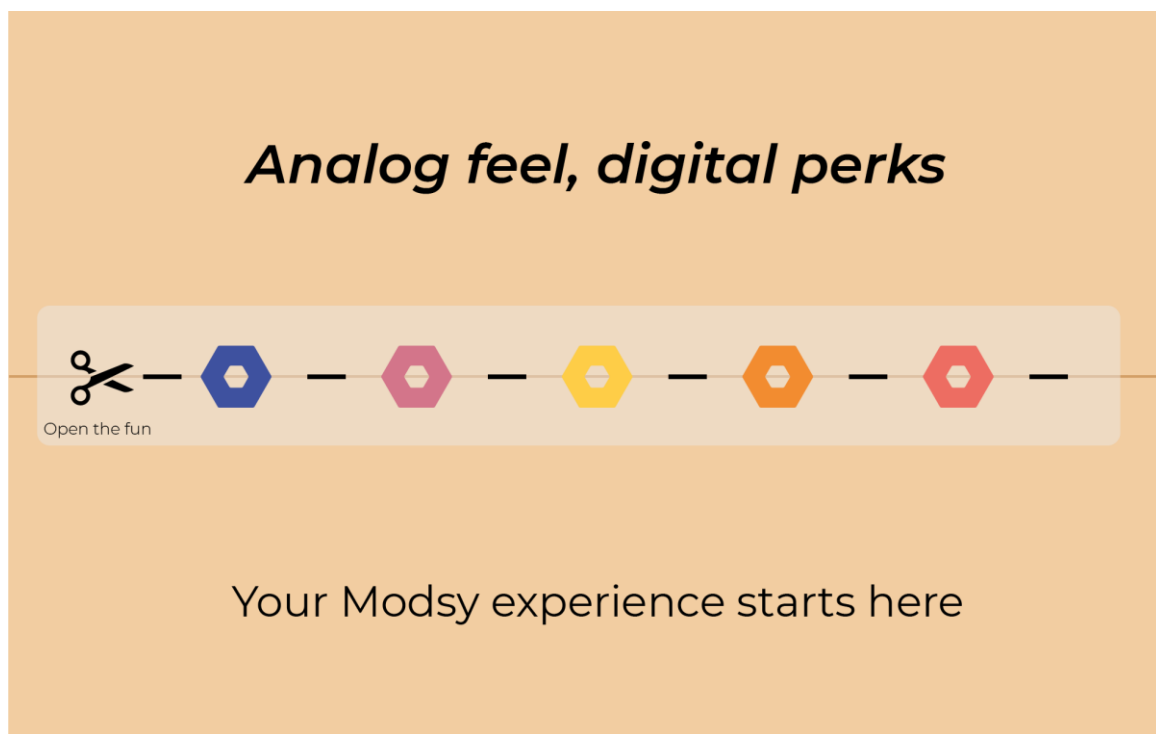 Analog feel, digital perks
Open the fun
Your Modsy experience starts here